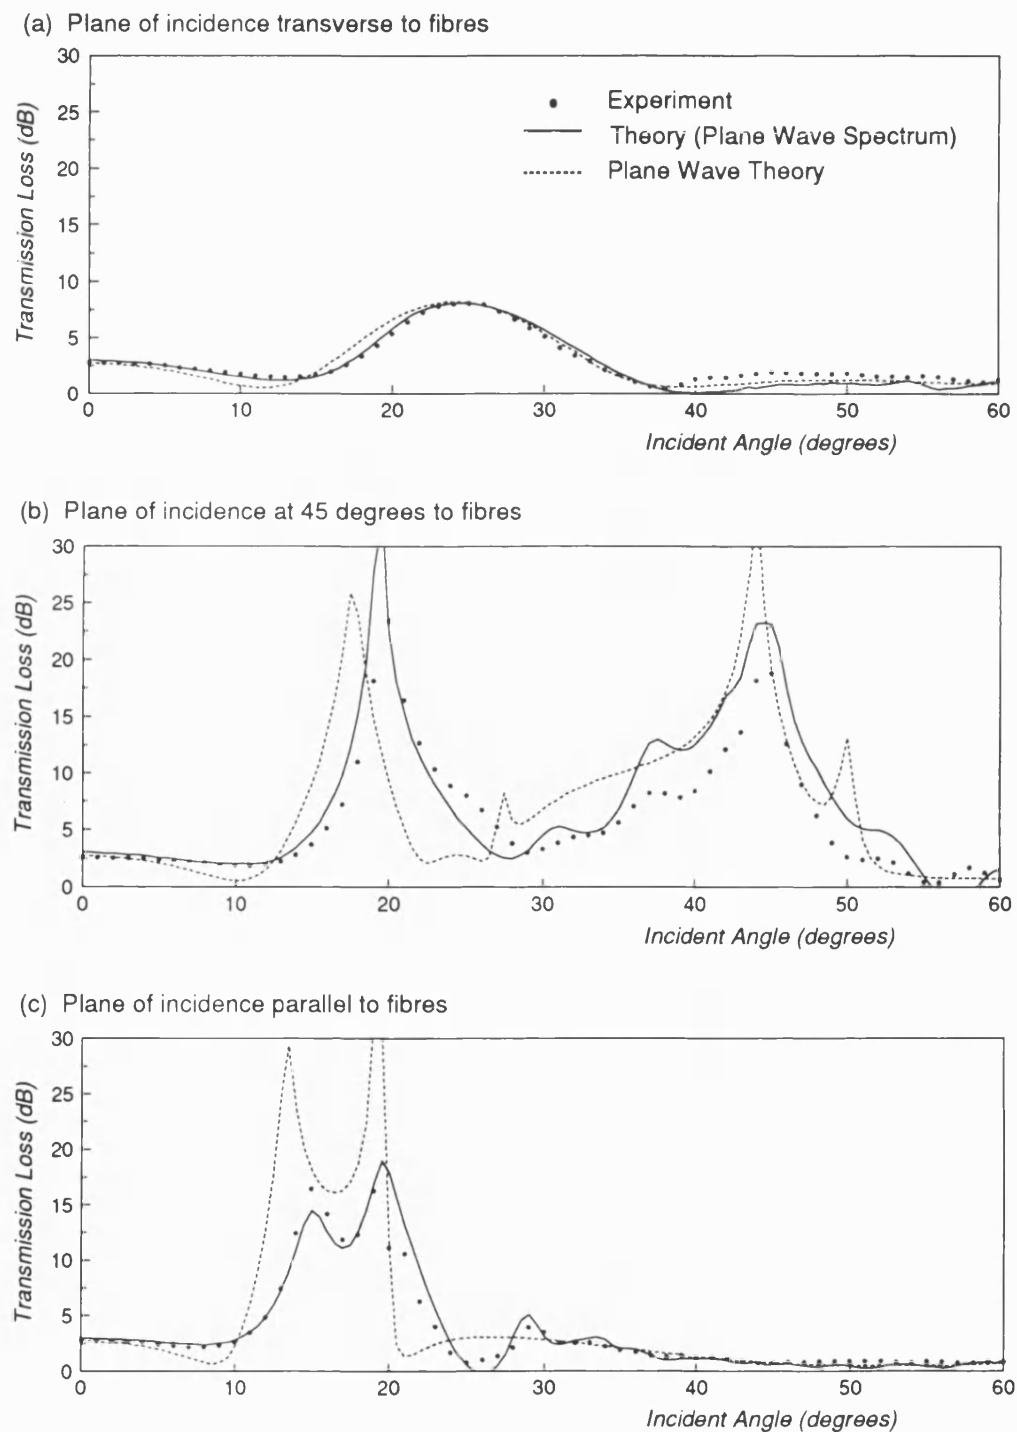 (a) Plane of incidence transverse to fibres
30
25
20
15
10
5
0
Transmission Loss (dB)
Experiment
Theory (Plane Wave Spectrum)
Plane Wave Theory
0 10 20 30 40 50 60
Incident Angle (degrees)
(b) Plane of incidence at 45 degrees to fibres
30
25
20
15
10
5
0
Transmission Loss (dB)
0 10 20 30 40 50 60
Incident Angle (degrees)
(c) Plane of incidence parallel to fibres
30
25
20
15
10
5
0
Transmission Loss (dB)
0 10 20 30 40 50 60
Incident Angle (degrees)